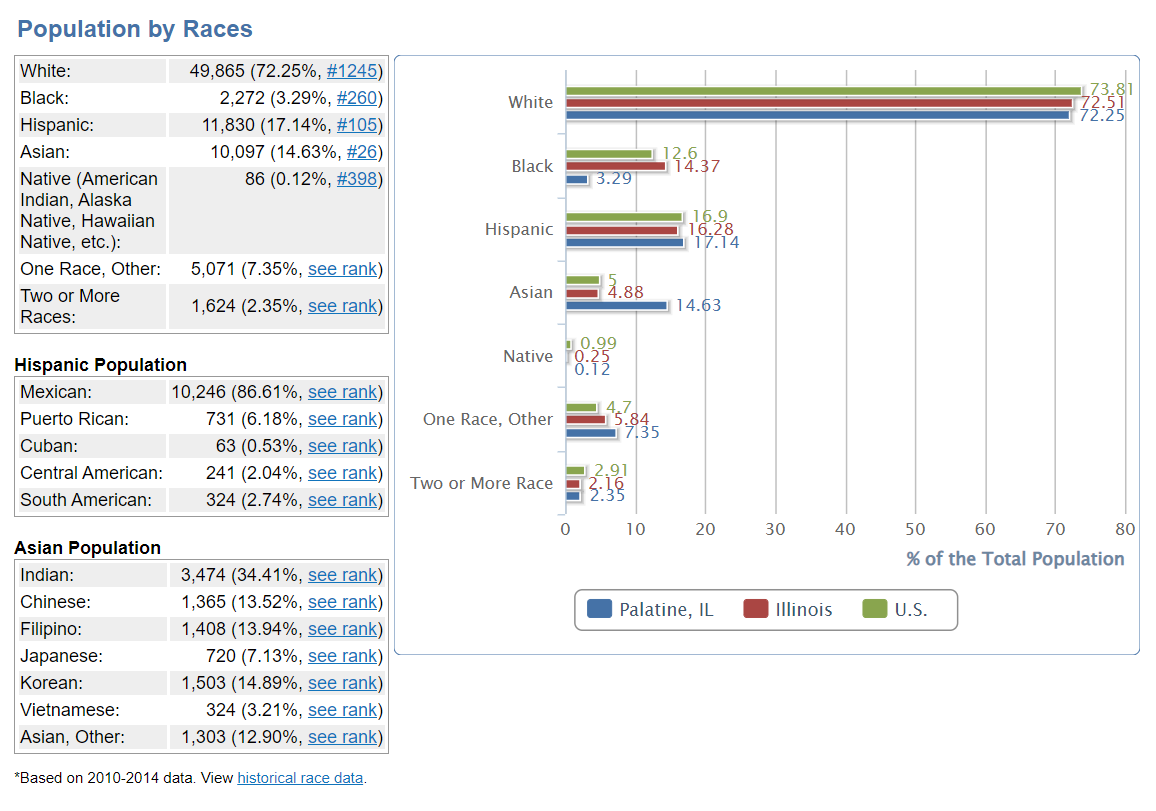 Population by Races
White: 49,865 (72.25%, #1245)
Black: 2,272 (3.29%, #260)
Hispanic: 11,830 (17.14%, #105)
Asian: 10,097 (14.63%, #26)
Native (American 86 (0.12%, #398)
Indian, Alaska
Native, Hawaiian
Native, etc.):
One Race, Other: 5,071 (7.35%, see rank)
Two or More
Races: 1,624 (2.35%, see rank)
Hispanic Population
Mexican: 10,246 (86.61%, see rank)
Puerto Rican: 731 (6.18%, see rank)
Cuban: 63 (0.53%, see rank)
Central American: 241 (2.04%, see rank)
South American: 324 (2.74%, see rank)
Asian Population
Indian: 3,474 (34.41%, see rank)
Chinese: 1,365 (13.52%, see rank)
Filipino: 1,408 (13.94%, see rank)
Japanese: 720 (7.13%, see rank)
Korean: 1,503 (14.89%, see rank)
Vietnamese: 324 (3.21%, see rank)
Asian, Other: 1,303 (12.90%, see rank)
*Based on 2010-2014 data. View historical race data.
73.81
White 72.51
72.25
12.6
Black 14.37
3.29
16.9
Hispanic 16.28
17.14
5
Asian 4.88
14.63
0.99
Native 0.25
0.12
4.7
One Race, Other 5.84
7.35
2.91
Two or More Race 2.16
2.35
0 10 20 30 40 50 60 70 80
% of the Total Population
Palatine, IL Illinois U.S.